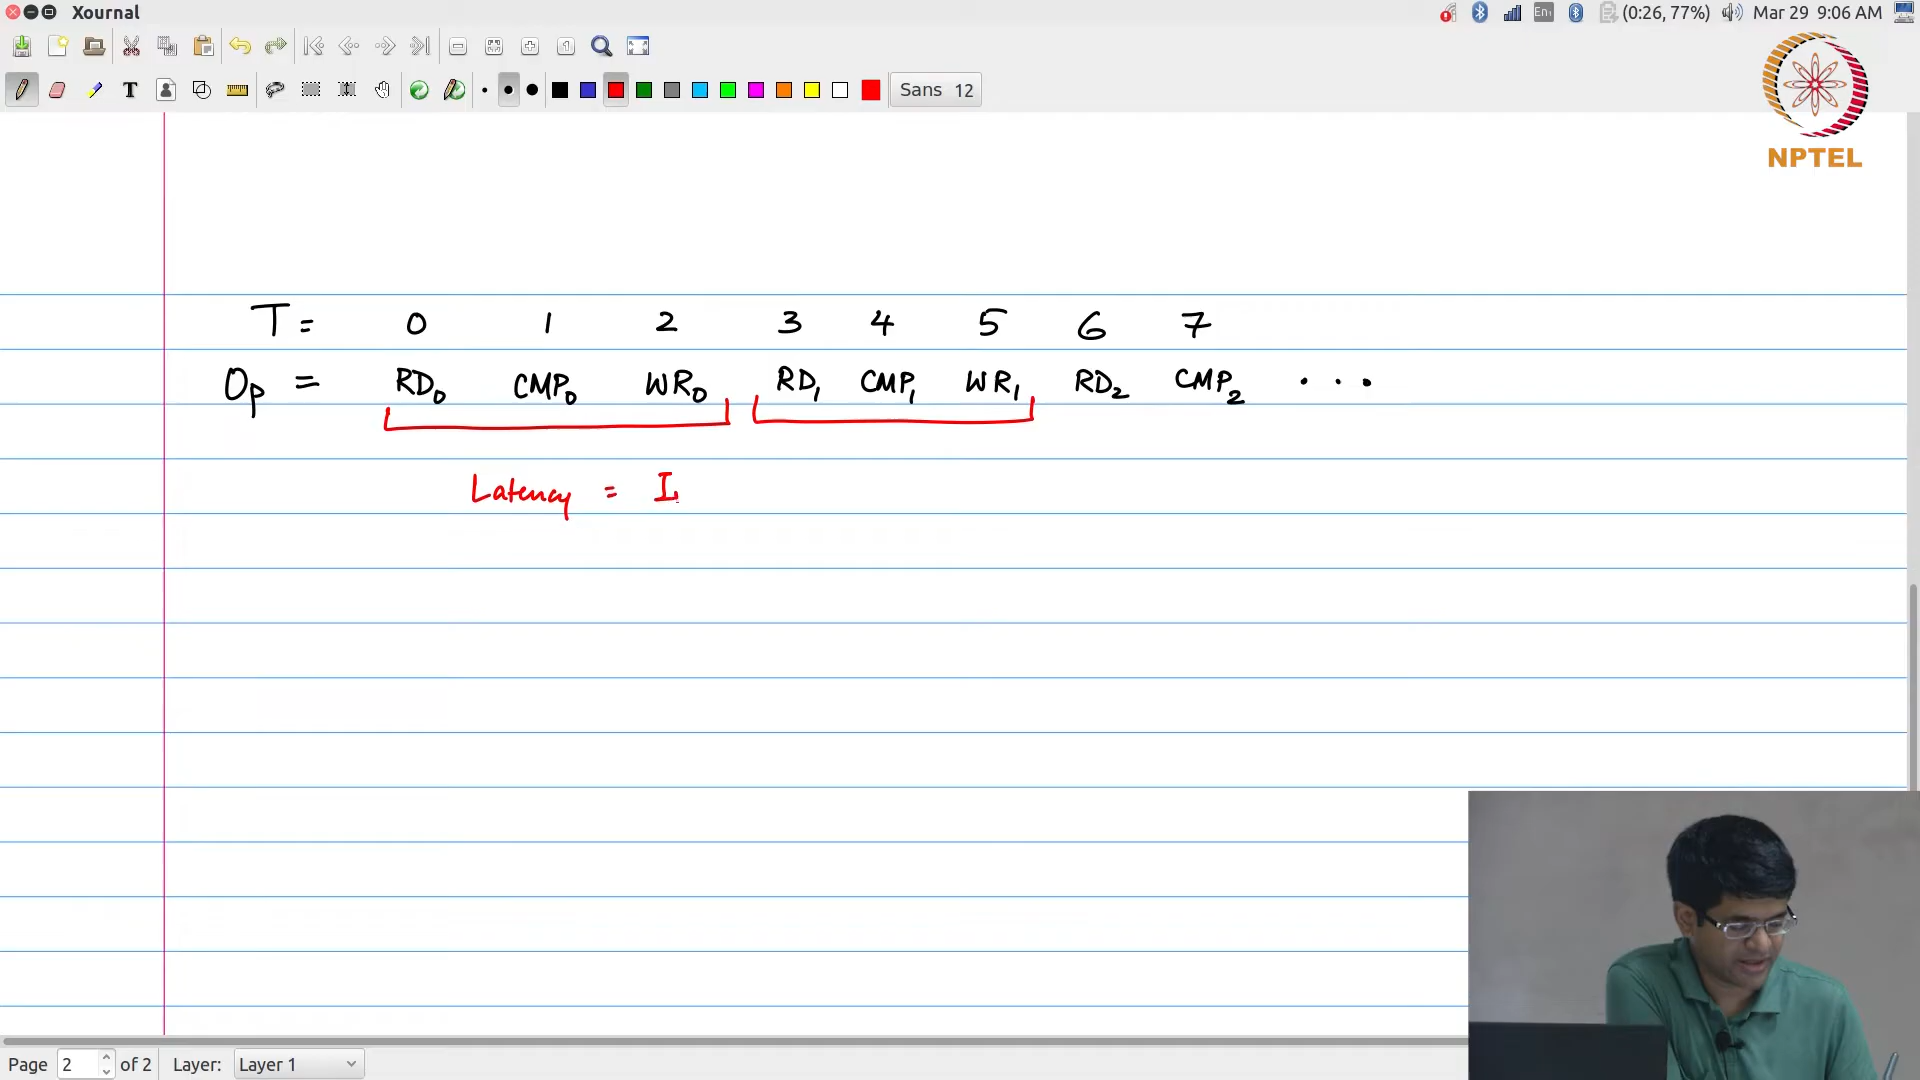 Xournal
En₁ (0:26, 77%) Mar 29 9:06 AM
Sans 12
NPTEL
T = 0 1 2 3 4 5 6 7
Op = RD₀ CMP₀ WR₀ RD₁ CMP₁ WR₁ RD₂ CMP₂ ...
Latency =
Page 2 of 2 Layer: Layer 1